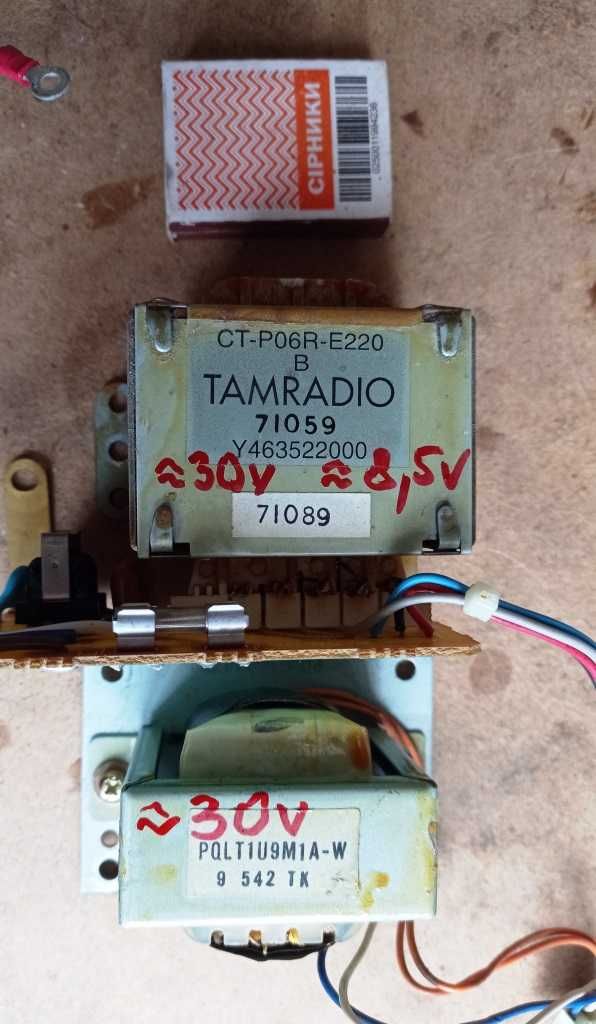 СІРНИКИ
CT-P06R-E220
B
TAMRADIO
71059
Y463522000
≈30v ≈8,5v
71089
≈30v
PQLT1U9M1A-W
9 542 TK